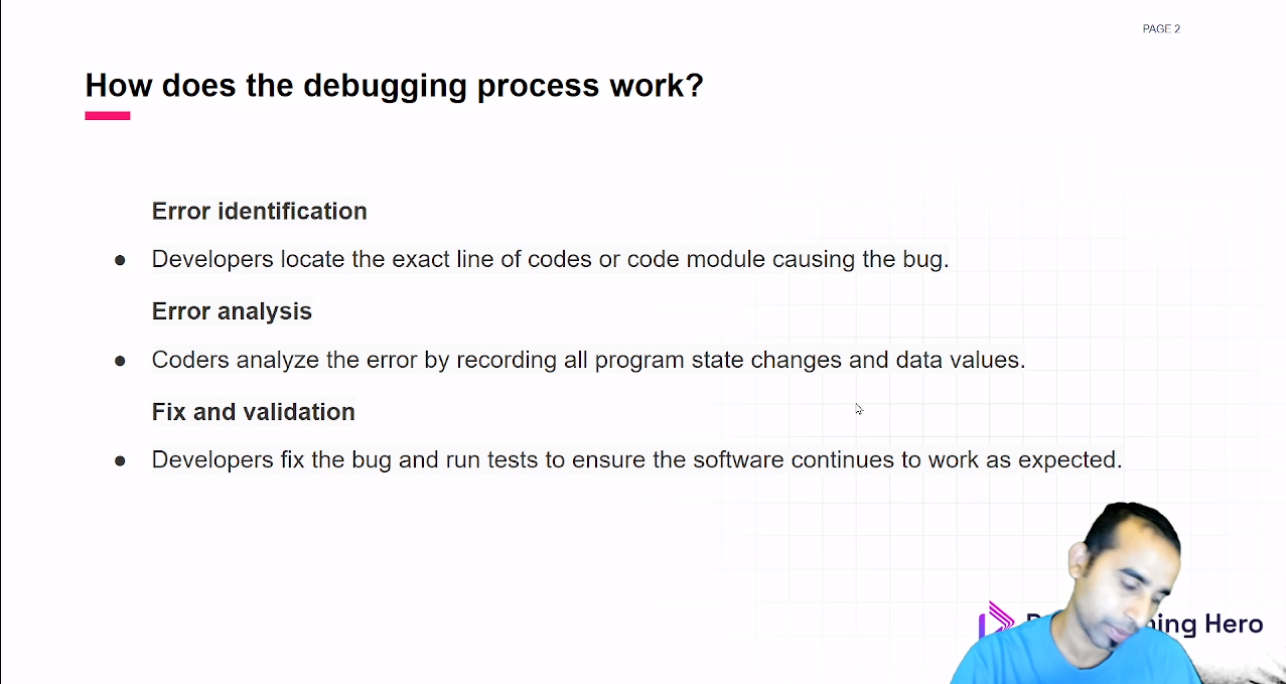 PAGE 2
How does the debugging process work?
Error identification
● Developers locate the exact line of codes or code module causing the bug.
Error analysis
● Coders analyze the error by recording all program state changes and data values.
Fix and validation
● Developers fix the bug and run tests to ensure the software continues to work as expected.
Hero